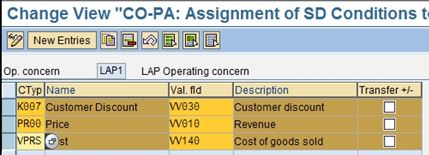 Change View "CO-PA: Assignment of SD Conditions to
New Entries
Op. concern LAP1 LAP Operating concern
CTyp Name Val. fld Description Transfer +/-
K007 Customer Discount VV030 Customer discount
PR00 Price VV010 Revenue
VPRS st VV140 Cost of goods sold